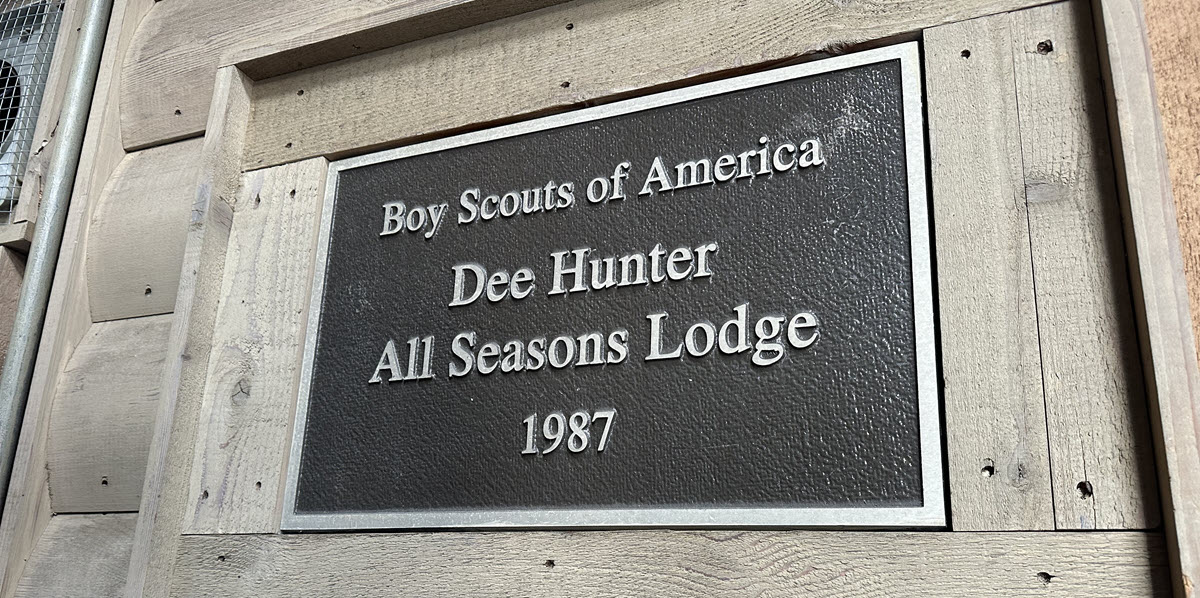 Boy Scouts of America
Dee Hunter
All Seasons Lodge
1987